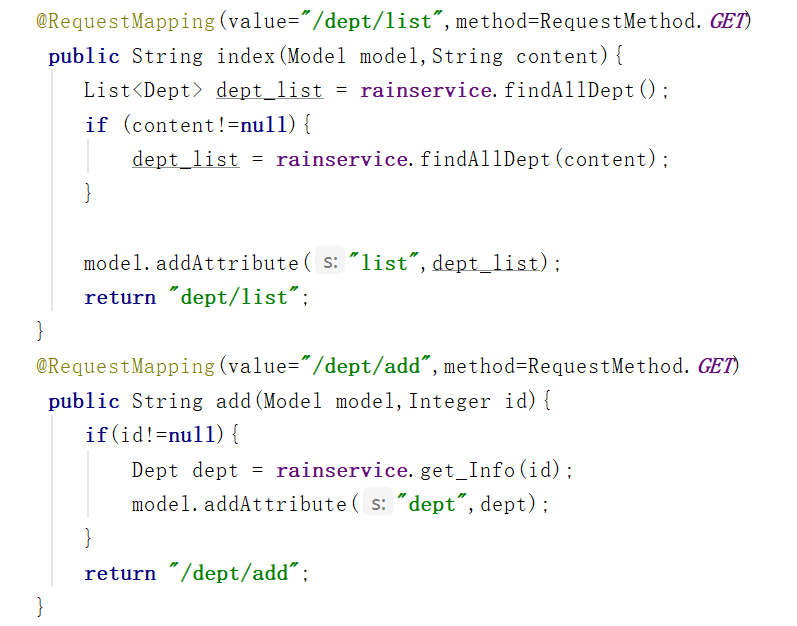 @RequestMapping(value="/dept/list",method=RequestMethod.GET)
public String index(Model model,String content){
List<Dept> dept_list = rainservice.findAllDept();
if (content!=null){
dept_list = rainservice.findAllDept(content);
}
model.addAttribute( s: "list",dept_list);
return "dept/list";
}
@RequestMapping(value="/dept/add",method=RequestMethod.GET)
public String add(Model model,Integer id){
if(id!=null){
Dept dept = rainservice.get_Info(id);
model.addAttribute( s: "dept",dept);
}
return "/dept/add";
}